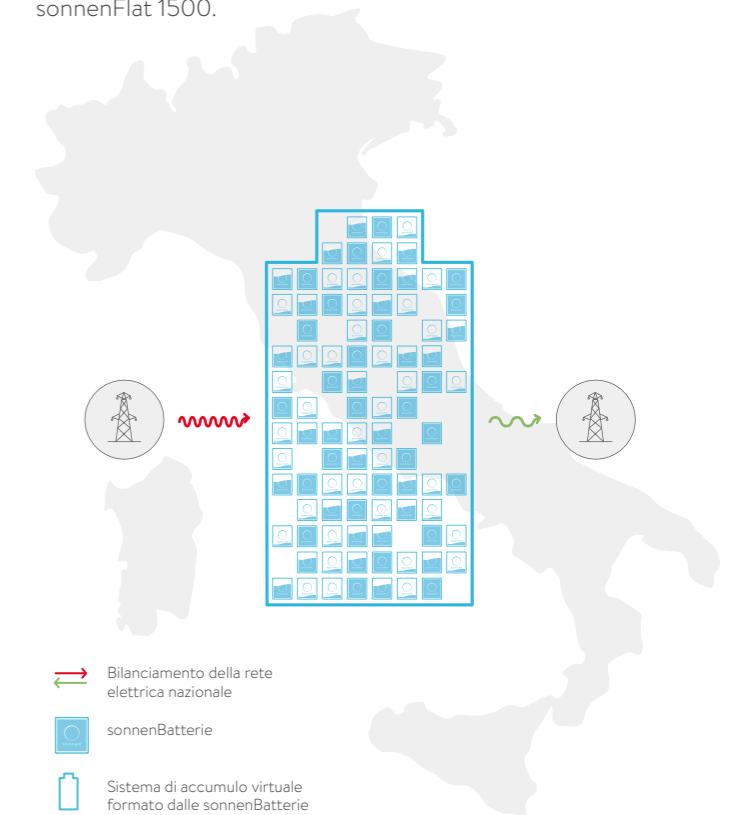 sonnenFlat 1500.
Bilanciamento della rete
elettrica nazionale
sonnenBatterie
Sistema di accumulo virtuale
formato dalle sonnenBatterie